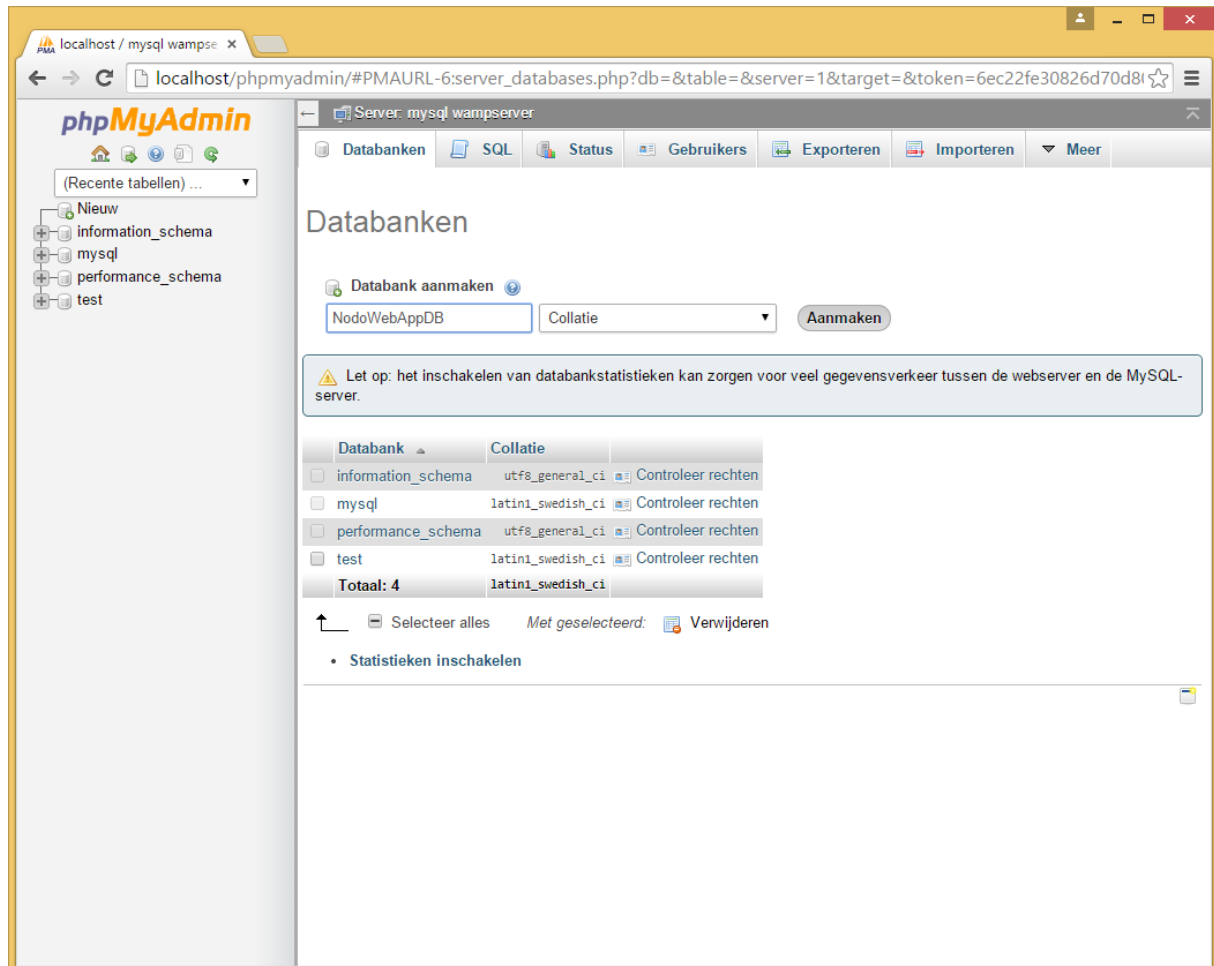 PMA localhost / mysql wampse
localhost/phpmyadmin/#PMAURL-6:server_databases.php?db=&table=&server=1&target=&token=6ec22fe30826d70d8
phpMyAdmin
(Recente tabellen) ...
Nieuw
information_schema
mysql
performance_schema
test
Server: mysql wampserver
Databanken SQL Status Gebruikers Exporteren Importeren Meer
Databanken
Databank aanmaken
NodoWebAppDB Collatie Aanmaken
Let op: het inschakelen van databankstatistieken kan zorgen voor veel gegevensverkeer tussen de webserver en de MySQL-
server.
Databank Collatie
information_schema utf8_general_ci Controleer rechten
mysql latin1_swedish_ci Controleer rechten
performance_schema utf8_general_ci Controleer rechten
test latin1_swedish_ci Controleer rechten
Totaal: 4 latin1_swedish_ci
Selecteer alles Met geselecteerd: Verwijderen
• Statistieken inschakelen